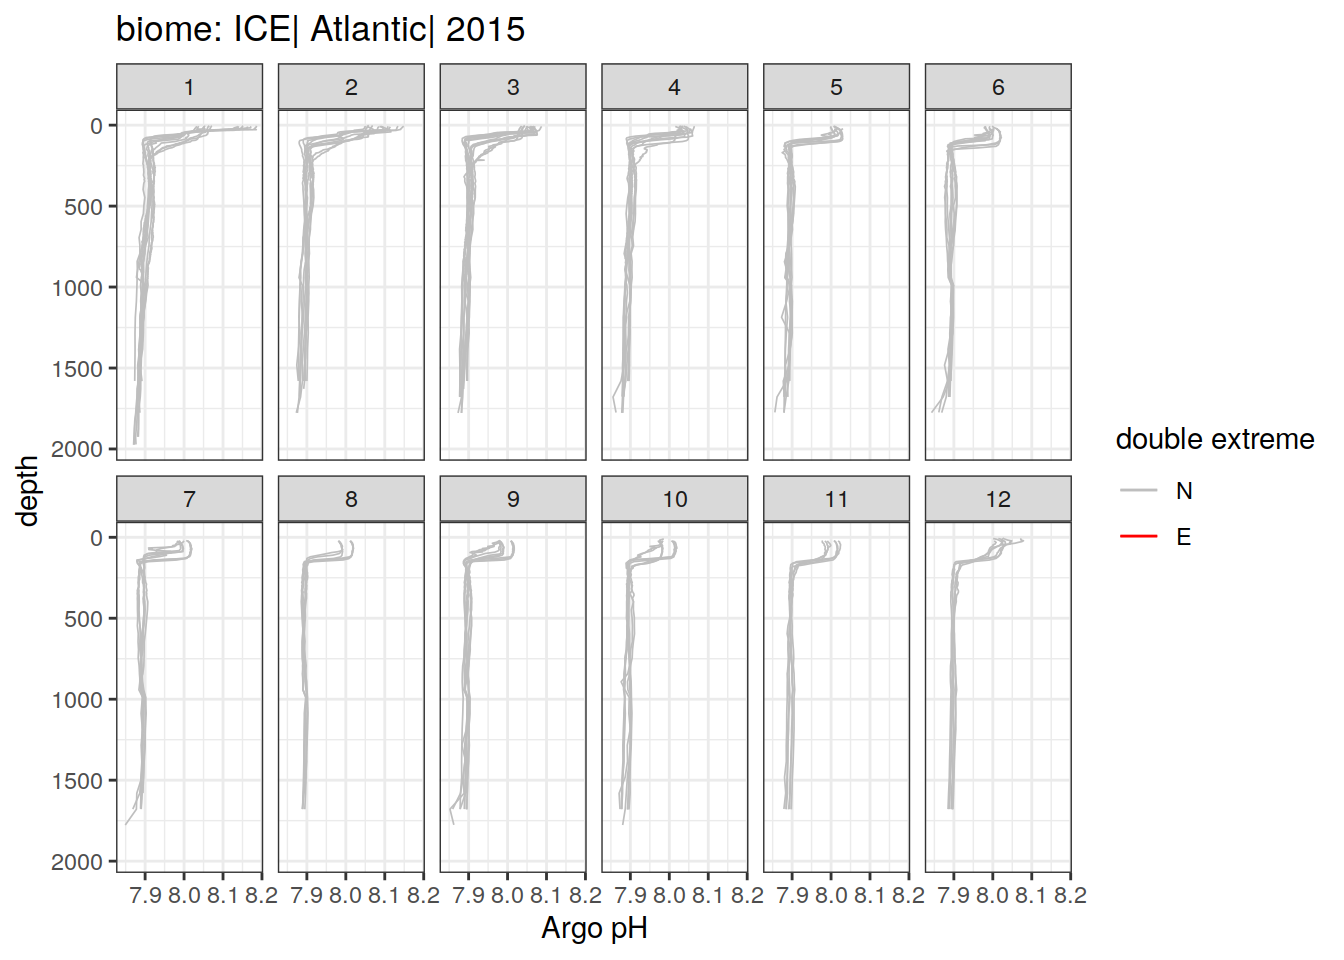 biome: ICE| Atlantic| 2015
1 2 3 4 5 6
0
500
1000
1500
2000
7 8 9 10 11 12
0
500
1000
1500
2000
7.9 8.0 8.1 8.2 7.9 8.0 8.1 8.2 7.9 8.0 8.1 8.2 7.9 8.0 8.1 8.2 7.9 8.0 8.1 8.2 7.9 8.0 8.1 8.2
Argo pH
depth
double extreme
N
E